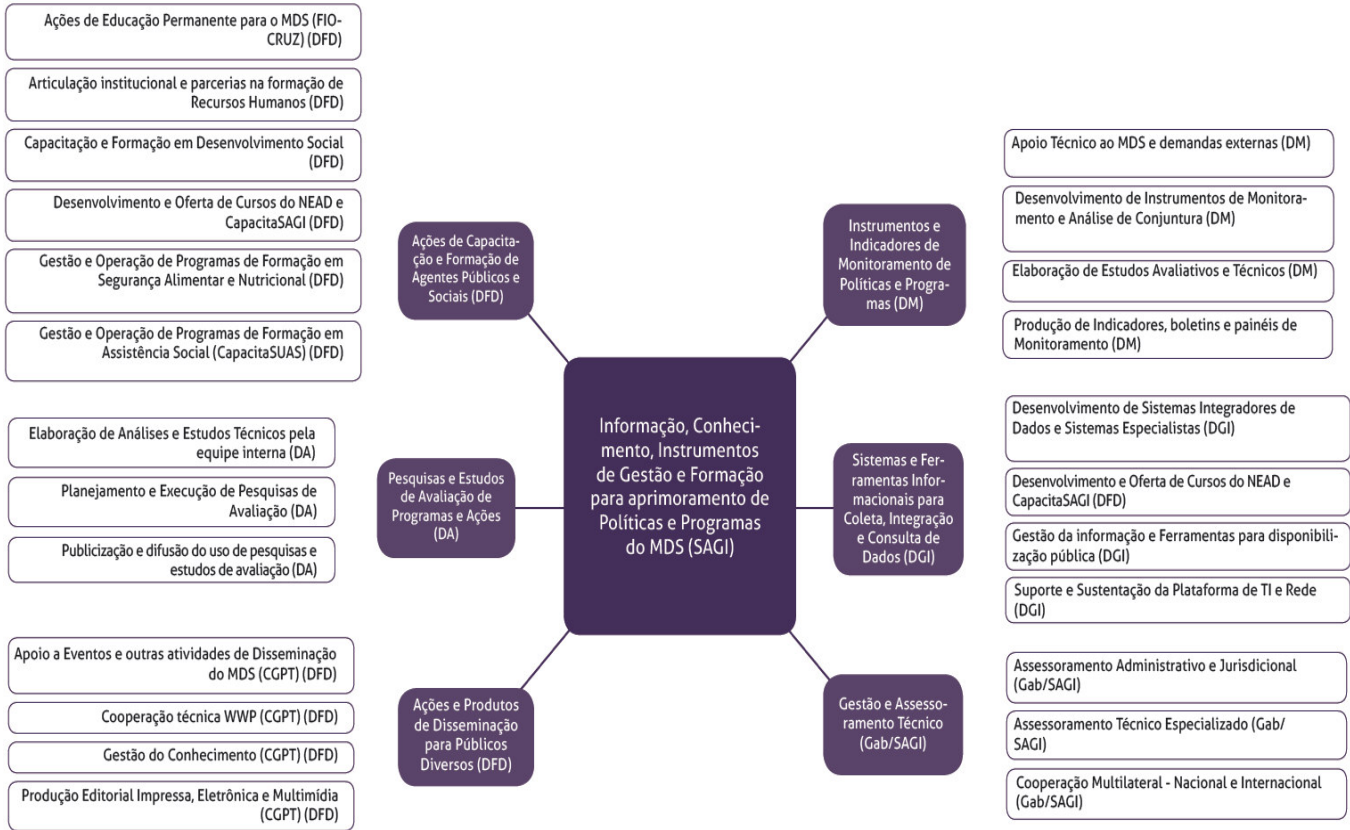 Ações de Educação Permanente para o MDS (FIO-
CRUZ) (DFD)
Articulação institucional e parcerias na formação de
Recursos Humanos (DFD)
Capacitação e Formação em Desenvolvimento Social
(DFD)
Desenvolvimento e Oferta de Cursos do NEAD e
CapacitaSAGI (DFD)
Gestão e Operação de Programas de Formação em
Segurança Alimentar e Nutricional (DFD)
Gestão e Operação de Programas de Formação em
Assistência Social (CapacitaSUAS) (DFD)
Ações de Capacita-
ção e Formação de
Agentes Públicos e
Sociais (DFD)
Elaboração de Análises e Estudos Técnicos pela
equipe interna (DA)
Planejamento e Execução de Pesquisas de
Avaliação (DA)
Publicização e difusão do uso de pesquisas e
estudos de avaliação (DA)
Pesquisas e Estudos
de Avaliação de
Programas e Ações
(DA)
Apoio a Eventos e outras atividades de Disseminação
do MDS (CGPT) (DFD)
Cooperação técnica WWP (CGPT) (DFD)
Gestão do Conhecimento (CGPT) (DFD)
Produção Editorial Impressa, Eletrônica e Multimídia
(CGPT) (DFD)
Ações e Produtos
de Disseminação
para Públicos
Diversos (DFD)
Informação, Conheci-
mento, Instrumentos
de Gestão e Formação
para aprimoramento de
Políticas e Programas
do MDS (SAGI)
Instrumentos e
Indicadores de
Monitoramento de
Políticas e Progra-
mas (DM)
Apoio Técnico ao MDS e demandas externas (DM)
Desenvolvimento de Instrumentos de Monitora-
mento e Análise de Conjuntura (DM)
Elaboração de Estudos Avaliativos e Técnicos (DM)
Produção de Indicadores, boletins e painéis de
Monitoramento (DM)
Sistemas e Fer-
ramentas Infor-
macionais para
Coleta, Integração
e Consulta de
Dados (DGI)
Desenvolvimento de Sistemas Integradores de
Dados e Sistemas Especialistas (DGI)
Desenvolvimento e Oferta de Cursos do NEAD e
CapacitaSAGI (DFD)
Gestão da informação e Ferramentas para disponibili-
zação pública (DGI)
Suporte e Sustentação da Plataforma de TI e Rede
(DGI)
Gestão e Assesso-
ramento Técnico
(Gab/SAGI)
Assessoramento Administrativo e Jurisdicional
(Gab/SAGI)
Assessoramento Técnico Especializado (Gab/
SAGI)
Cooperação Multilateral - Nacional e Internacional
(Gab/SAGI)